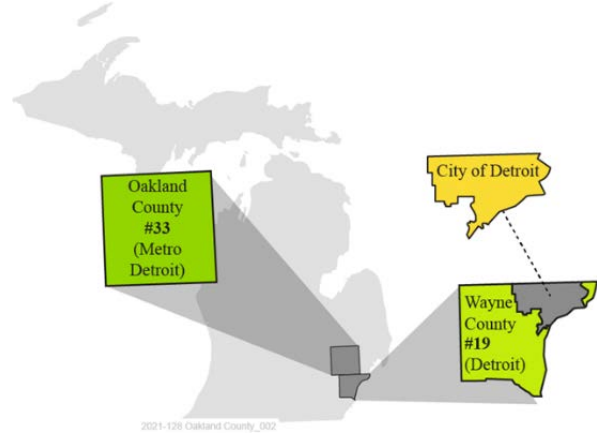 Oakland
County
#33
(Metro
Detroit)
City of Detroit
Wayne
County
#19
(Detroit)
2021-128 Oakland County_002